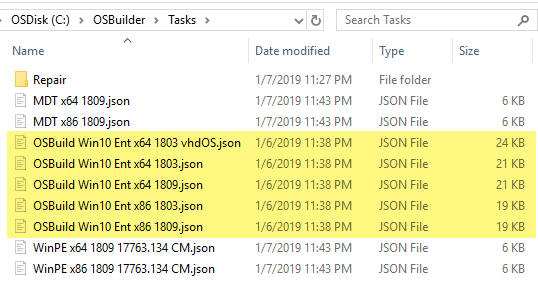 OSDisk (C:) › OSBuilder › Tasks
Search Tasks
Name Date modified Type Size
Repair 1/7/2019 11:27 PM File folder
MDT x64 1809.json 1/7/2019 11:43 PM JSON File 6 KB
MDT x86 1809.json 1/7/2019 11:43 PM JSON File 6 KB
OSBuild Win10 Ent x64 1803 vhdOS.json 1/6/2019 11:38 PM JSON File 24 KB
OSBuild Win10 Ent x64 1803.json 1/6/2019 11:38 PM JSON File 21 KB
OSBuild Win10 Ent x64 1809.json 1/6/2019 11:38 PM JSON File 21 KB
OSBuild Win10 Ent x86 1803.json 1/6/2019 11:38 PM JSON File 19 KB
OSBuild Win10 Ent x86 1809.json 1/6/2019 11:38 PM JSON File 19 KB
WinPE x64 1809 17763.134 CM.json 1/7/2019 11:43 PM JSON File 6 KB
WinPE x86 1809 17763.134 CM.json 1/7/2019 11:43 PM JSON File 6 KB